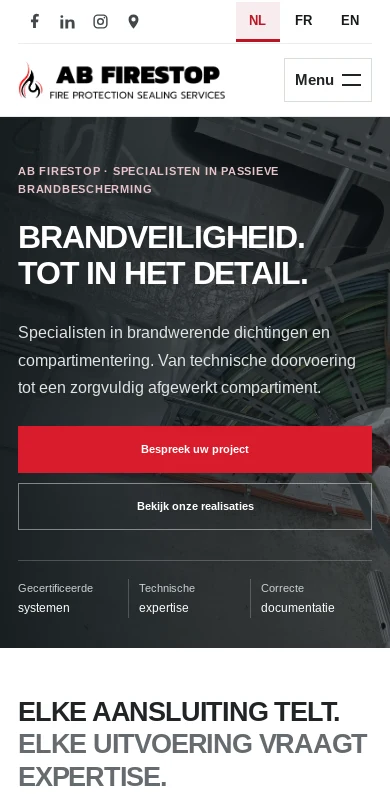 NL FR EN
AB FIRESTOP
FIRE PROTECTION SEALING SERVICES
Menu
AB FIRESTOP · SPECIALISTEN IN PASSIEVE
BRANDBESCHERMING
BRANDVEILIGHEID.
TOT IN HET DETAIL.
Specialisten in brandwerende dichtingen en
compartimentering. Van technische doorvoering
tot een zorgvuldig afgewerkt compartiment.
Bespreek uw project
Bekijk onze realisaties
Gecertificeerde Technische Correcte
systemen expertise documentatie
ELKE AANSLUITING TELT.
ELKE UITVOERING VRAAGT
EXPERTISE.